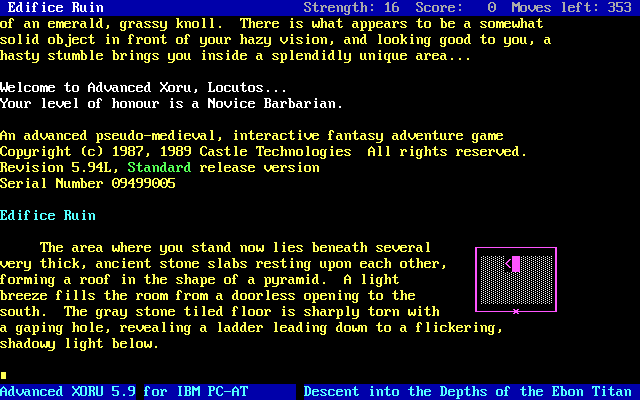 Edifice Ruin Strength: 16 Score: 0 Moves left: 353
of an emerald, grassy knoll. There is what appears to be a somewhat
solid object in front of your hazy vision, and looking good to you, a
hasty stumble brings you inside a splendidly unique area...
Welcome to Advanced Xoru, Locutos...
Your level of honour is a Novice Barbarian.
An advanced pseudo-medieval, interactive fantasy adventure game
Copyright (c) 1987, 1989 Castle Technologies All rights reserved.
Revision 5.94L, Standard release version
Serial Number 09499005
Edifice Ruin
The area where you stand now lies beneath several
very thick, ancient stone slabs resting upon each other,
forming a roof in the shape of a pyramid. A light
breeze fills the room from a doorless opening to the
south. The gray stone tiled floor is sharply torn with
a gaping hole, revealing a ladder leading down to a flickering,
shadowy light below.
Advanced XORU 5.9 for IBM PC-AT Descent into the Depths of the Ebon Titan